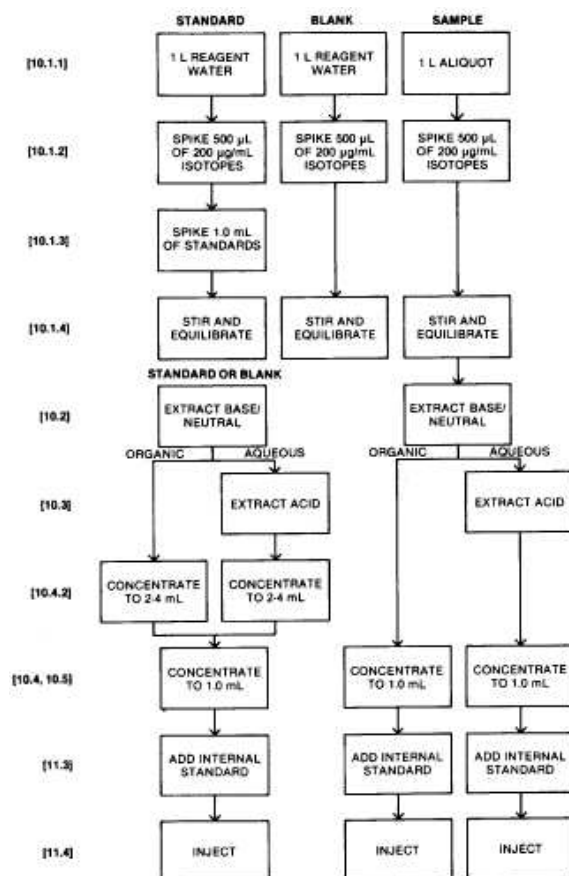 STANDARD BLANK SAMPLE
[10.1.1]
1 L REAGENT
WATER
1 L REAGENT
WATER
1 L ALIQUOT
[10.1.2]
SPIKE 500 µL
OF 200 µg/mL
ISOTOPES
SPIKE 500 µL
OF 200 µg/mL
ISOTOPES
SPIKE 500 µL
OF 200 µg/mL
ISOTOPES
[10.1.3]
SPIKE 1.0 mL
OF STANDARDS
[10.1.4]
STIR AND
EQUILIBRATE
STIR AND
EQUILIBRATE
STIR AND
EQUILIBRATE
STANDARD OR BLANK
[10.2]
EXTRACT BASE/
NEUTRAL
EXTRACT BASE/
NEUTRAL
ORGANIC AQUEOUS
ORGANIC AQUEOUS
[10.3]
EXTRACT ACID
EXTRACT ACID
[10.4.2]
CONCENTRATE
TO 2-4 mL
CONCENTRATE
TO 2-4 mL
[10.4, 10.5]
CONCENTRATE
TO 1.0 mL
CONCENTRATE
TO 1.0 mL
CONCENTRATE
TO 1.0 mL
[11.3]
ADD INTERNAL
STANDARD
ADD INTERNAL
STANDARD
ADD INTERNAL
STANDARD
[11.4]
INJECT
INJECT
INJECT